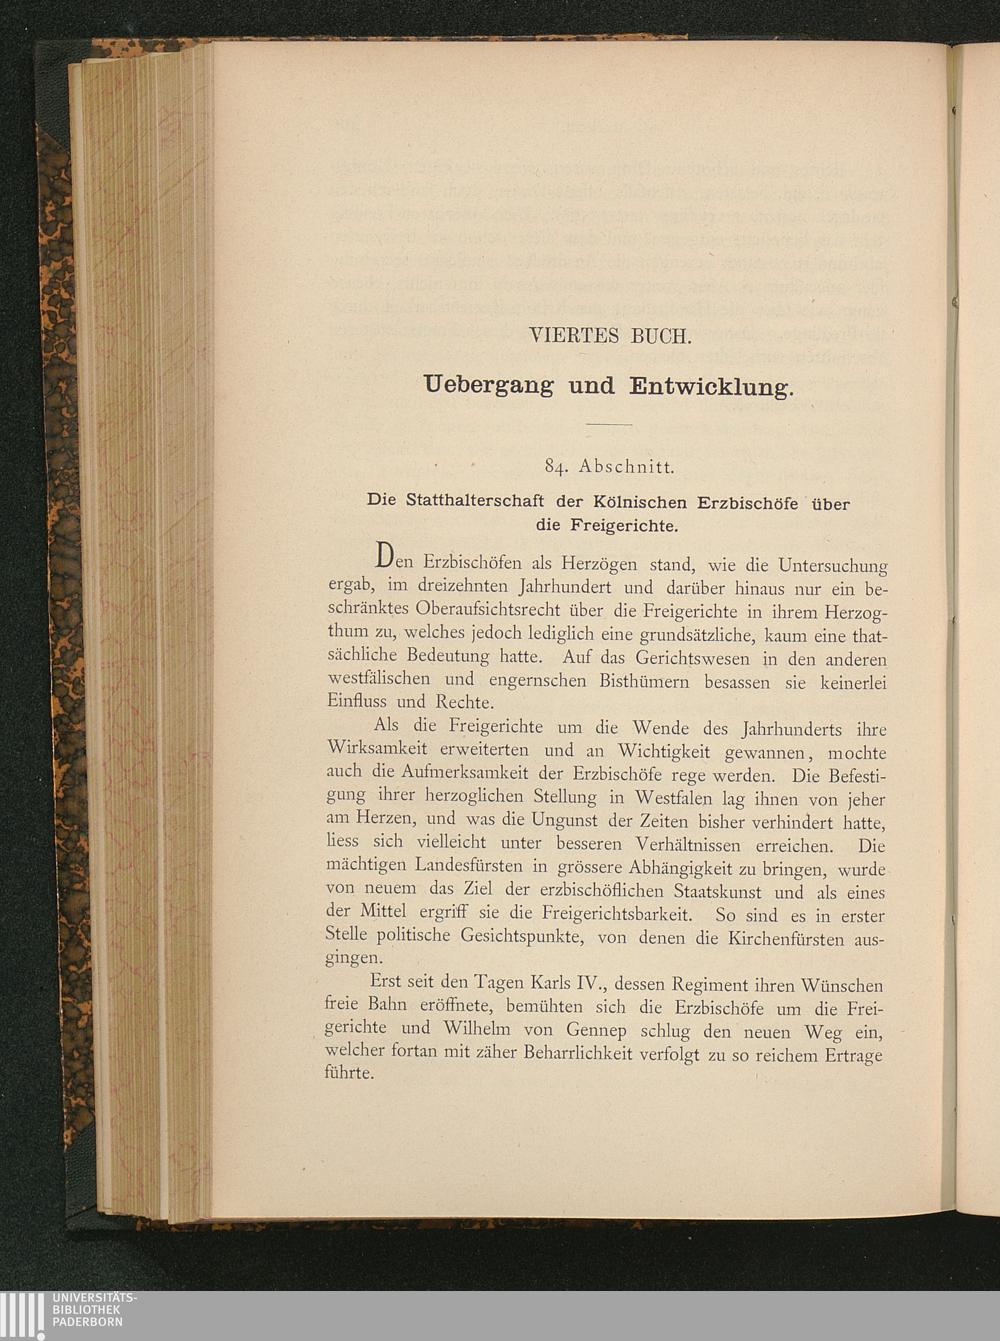 VIERTES BUCH.
Uebergang und Entwicklung.
84. Abschnitt.
Die Statthalterschaft der Kölnischen Erzbischöfe über
die Freigerichte.
Den Erzbischöfen als Herzögen stand, wie die Untersuchung
ergab, im dreizehnten Jahrhundert und darüber hinaus nur ein be-
schränktes Oberaufsichtsrecht über die Freigerichte in ihrem Herzog-
thum zu, welches jedoch lediglich eine grundsätzliche, kaum eine that-
sächliche Bedeutung hatte. Auf das Gerichtswesen in den anderen
westfälischen und engernschen Bisthümern besassen sie keinerlei
Einfluss und Rechte.
Als die Freigerichte um die Wende des Jahrhunderts ihre
Wirksamkeit erweiterten und an Wichtigkeit gewannen, mochte
auch die Aufmerksamkeit der Erzbischöfe rege werden. Die Befesti-
gung ihrer herzoglichen Stellung in Westfalen lag ihnen von jeher
am Herzen, und was die Ungunst der Zeiten bisher verhindert hatte,
liess sich vielleicht unter besseren Verhältnissen erreichen. Die
mächtigen Landesfürsten in grössere Abhängigkeit zu bringen, wurde
von neuem das Ziel der erzbischöflichen Staatskunst und als eines
der Mittel ergriff sie die Freigerichtsbarkeit. So sind es in erster
Stelle politische Gesichtspunkte, von denen die Kirchenfürsten aus-
gingen.
Erst seit den Tagen Karls IV., dessen Regiment ihren Wünschen
freie Bahn eröffnete, bemühten sich die Erzbischöfe um die Frei-
gerichte und Wilhelm von Gennep schlug den neuen Weg ein,
welcher fortan mit zäher Beharrlichkeit verfolgt zu so reichem Ertrage
führte.
UNIVERSITÄTS-
BIBLIOTHEK
PADERBORN